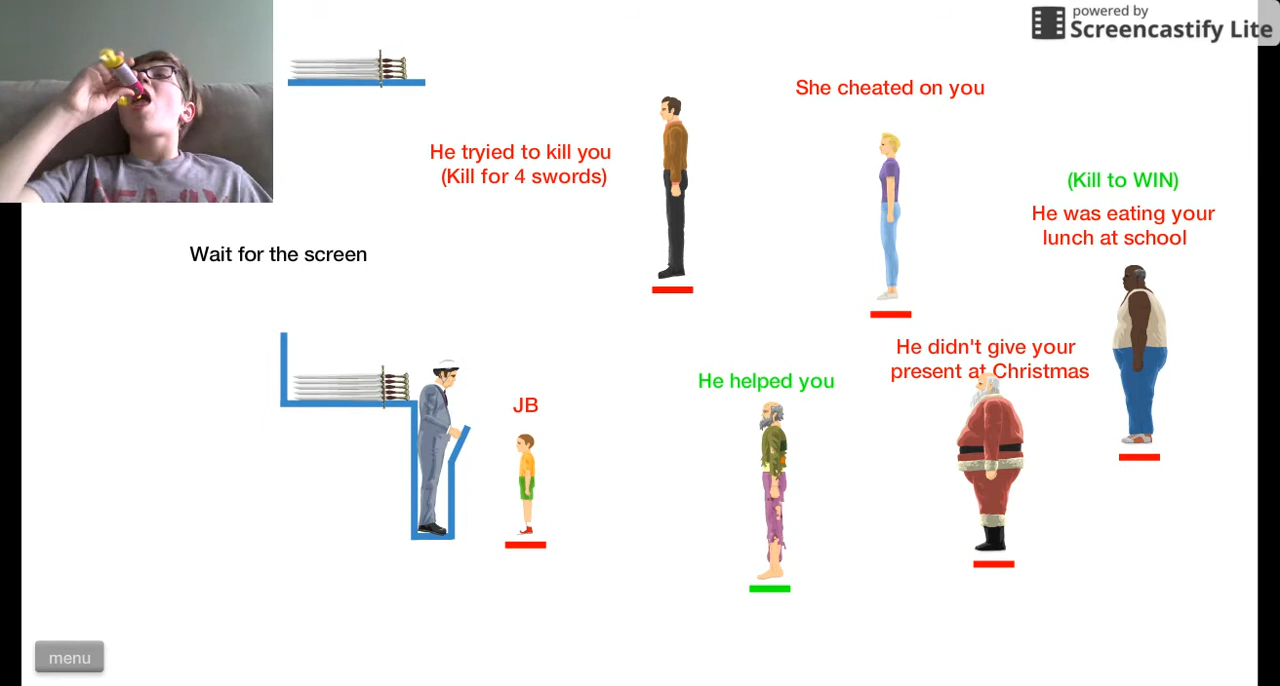 powered by
Screencastify Lite
She cheated on you
He tryied to kill you
(Kill for 4 swords)
(Kill to WIN)
He was eating your
lunch at school
Wait for the screen
He didn't give your
present at Christmas
He helped you
JB
menu